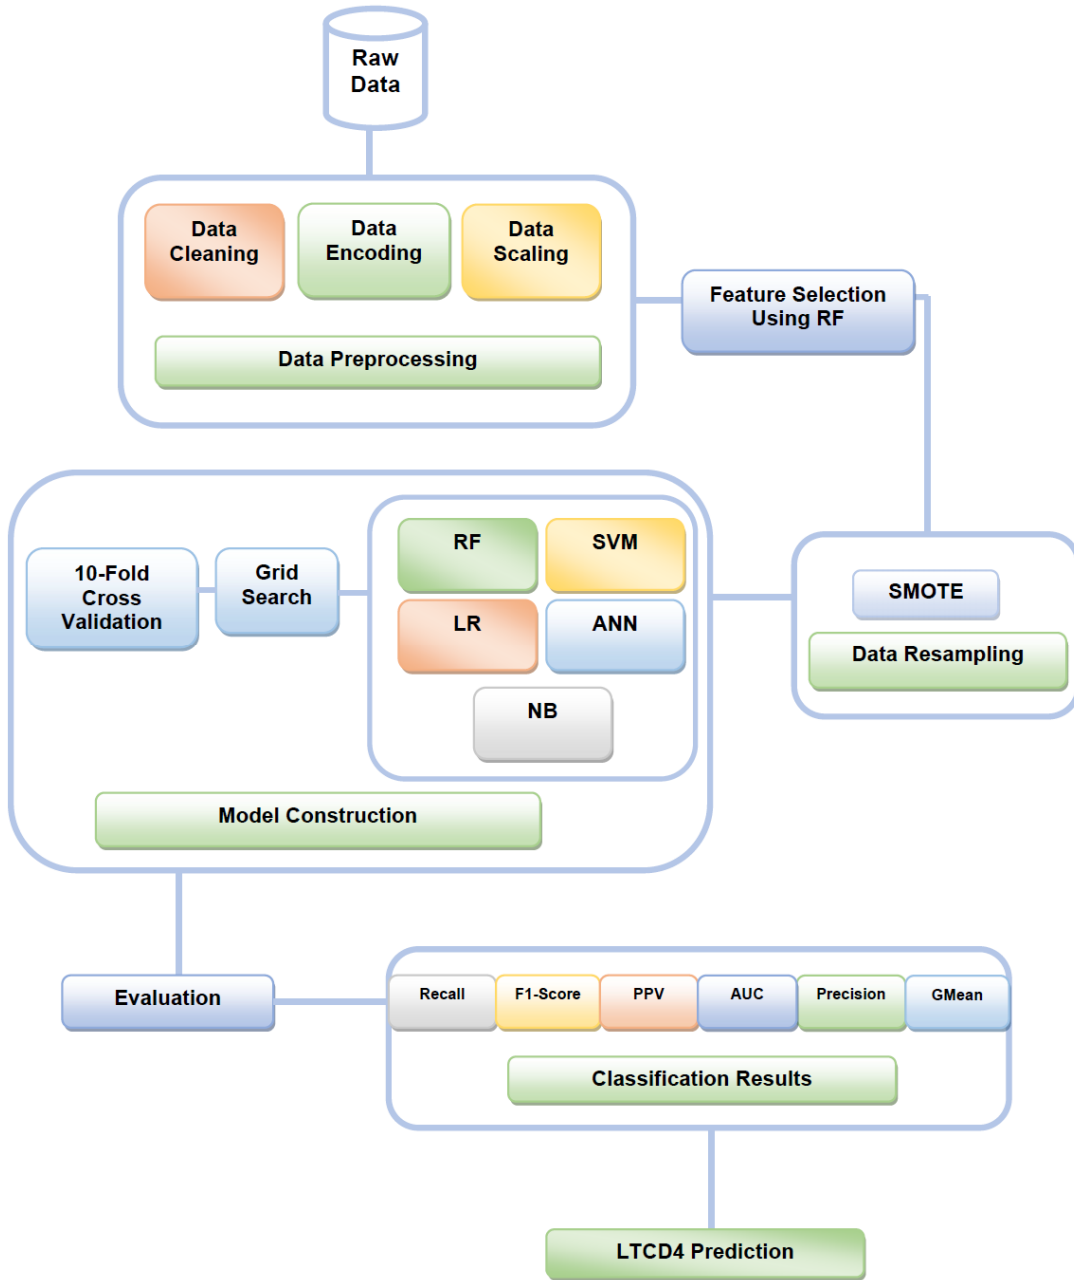 Raw
Data
Data
Cleaning
Data
Encoding
Data
Scaling
Data Preprocessing
Feature Selection
Using RF
SMOTE
Data Resampling
10-Fold
Cross
Validation
Grid
Search
RF
SVM
LR
ANN
NB
Model Construction
Evaluation
Recall
F1-Score
PPV
AUC
Precision
GMean
Classification Results
LTCD4 Prediction